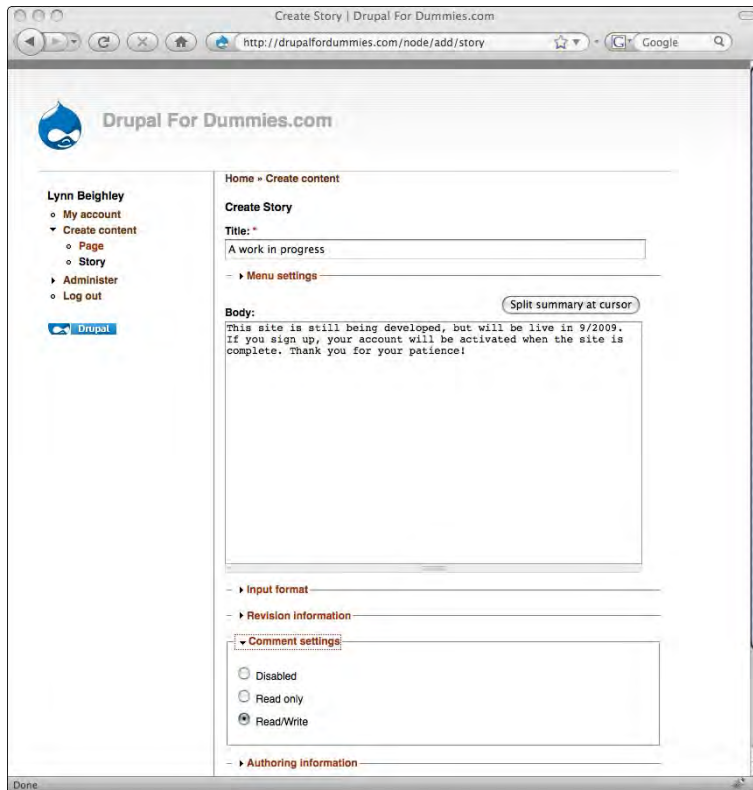 Create Story | Drupal For Dummies.com
http://drupalfordummies.com/node/add/story
Google
Drupal For Dummies.com
Lynn Beighley
My account
Create content
Page
Story
Administer
Log out
Drupal
Home » Create content
Create Story
Title: *
A work in progress
Menu settings
Split summary at cursor
Body:
This site is still being developed, but will be live in 9/2009.
If you sign up, your account will be activated when the site is
complete. Thank you for your patience!
Input format
Revision information
Comment settings
Disabled
Read only
Read/Write
Authoring information
Done